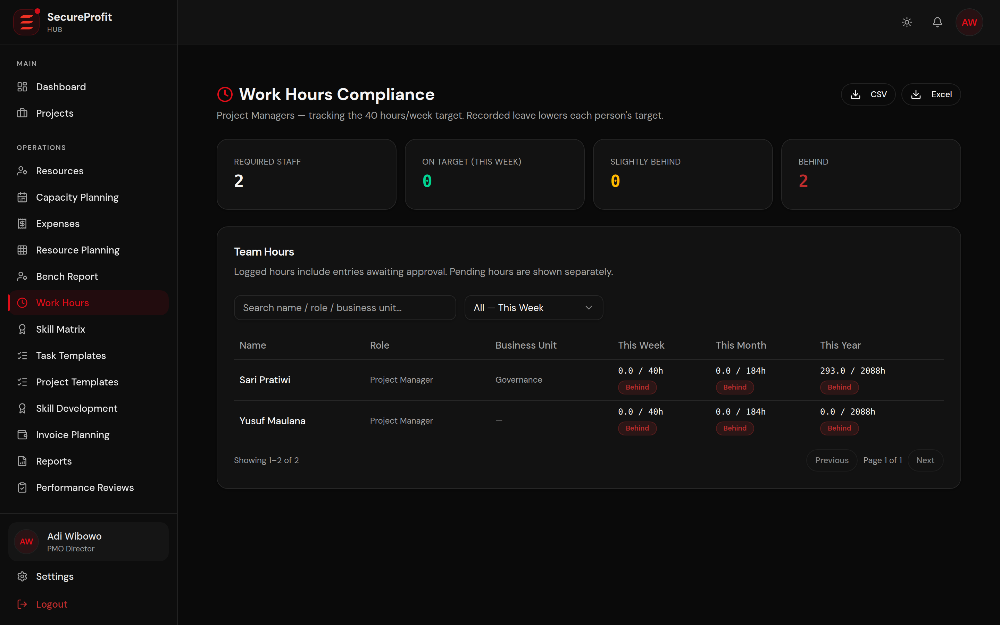 SecureProfit
HUB
AW
MAIN
Dashboard
Projects
OPERATIONS
Resources
Capacity Planning
Expenses
Resource Planning
Bench Report
Work Hours
Skill Matrix
Task Templates
Project Templates
Skill Development
Invoice Planning
Reports
Performance Reviews
AW
Adi Wibowo
PMO Director
Settings
Logout
Work Hours Compliance
CSV
Excel
Project Managers — tracking the 40 hours/week target. Recorded leave lowers each person's target.
REQUIRED STAFF
2
ON TARGET (THIS WEEK)
0
SLIGHTLY BEHIND
0
BEHIND
2
Team Hours
Logged hours include entries awaiting approval. Pending hours are shown separately.
Search name / role / business unit...
All — This Week
Name Role Business Unit This Week This Month This Year
Sari Pratiwi Project Manager Governance 0.0 / 40h 0.0 / 184h 293.0 / 2088h
Behind Behind Behind
Yusuf Maulana Project Manager — 0.0 / 40h 0.0 / 184h 0.0 / 2088h
Behind Behind Behind
Showing 1–2 of 2
Previous Page 1 of 1 Next